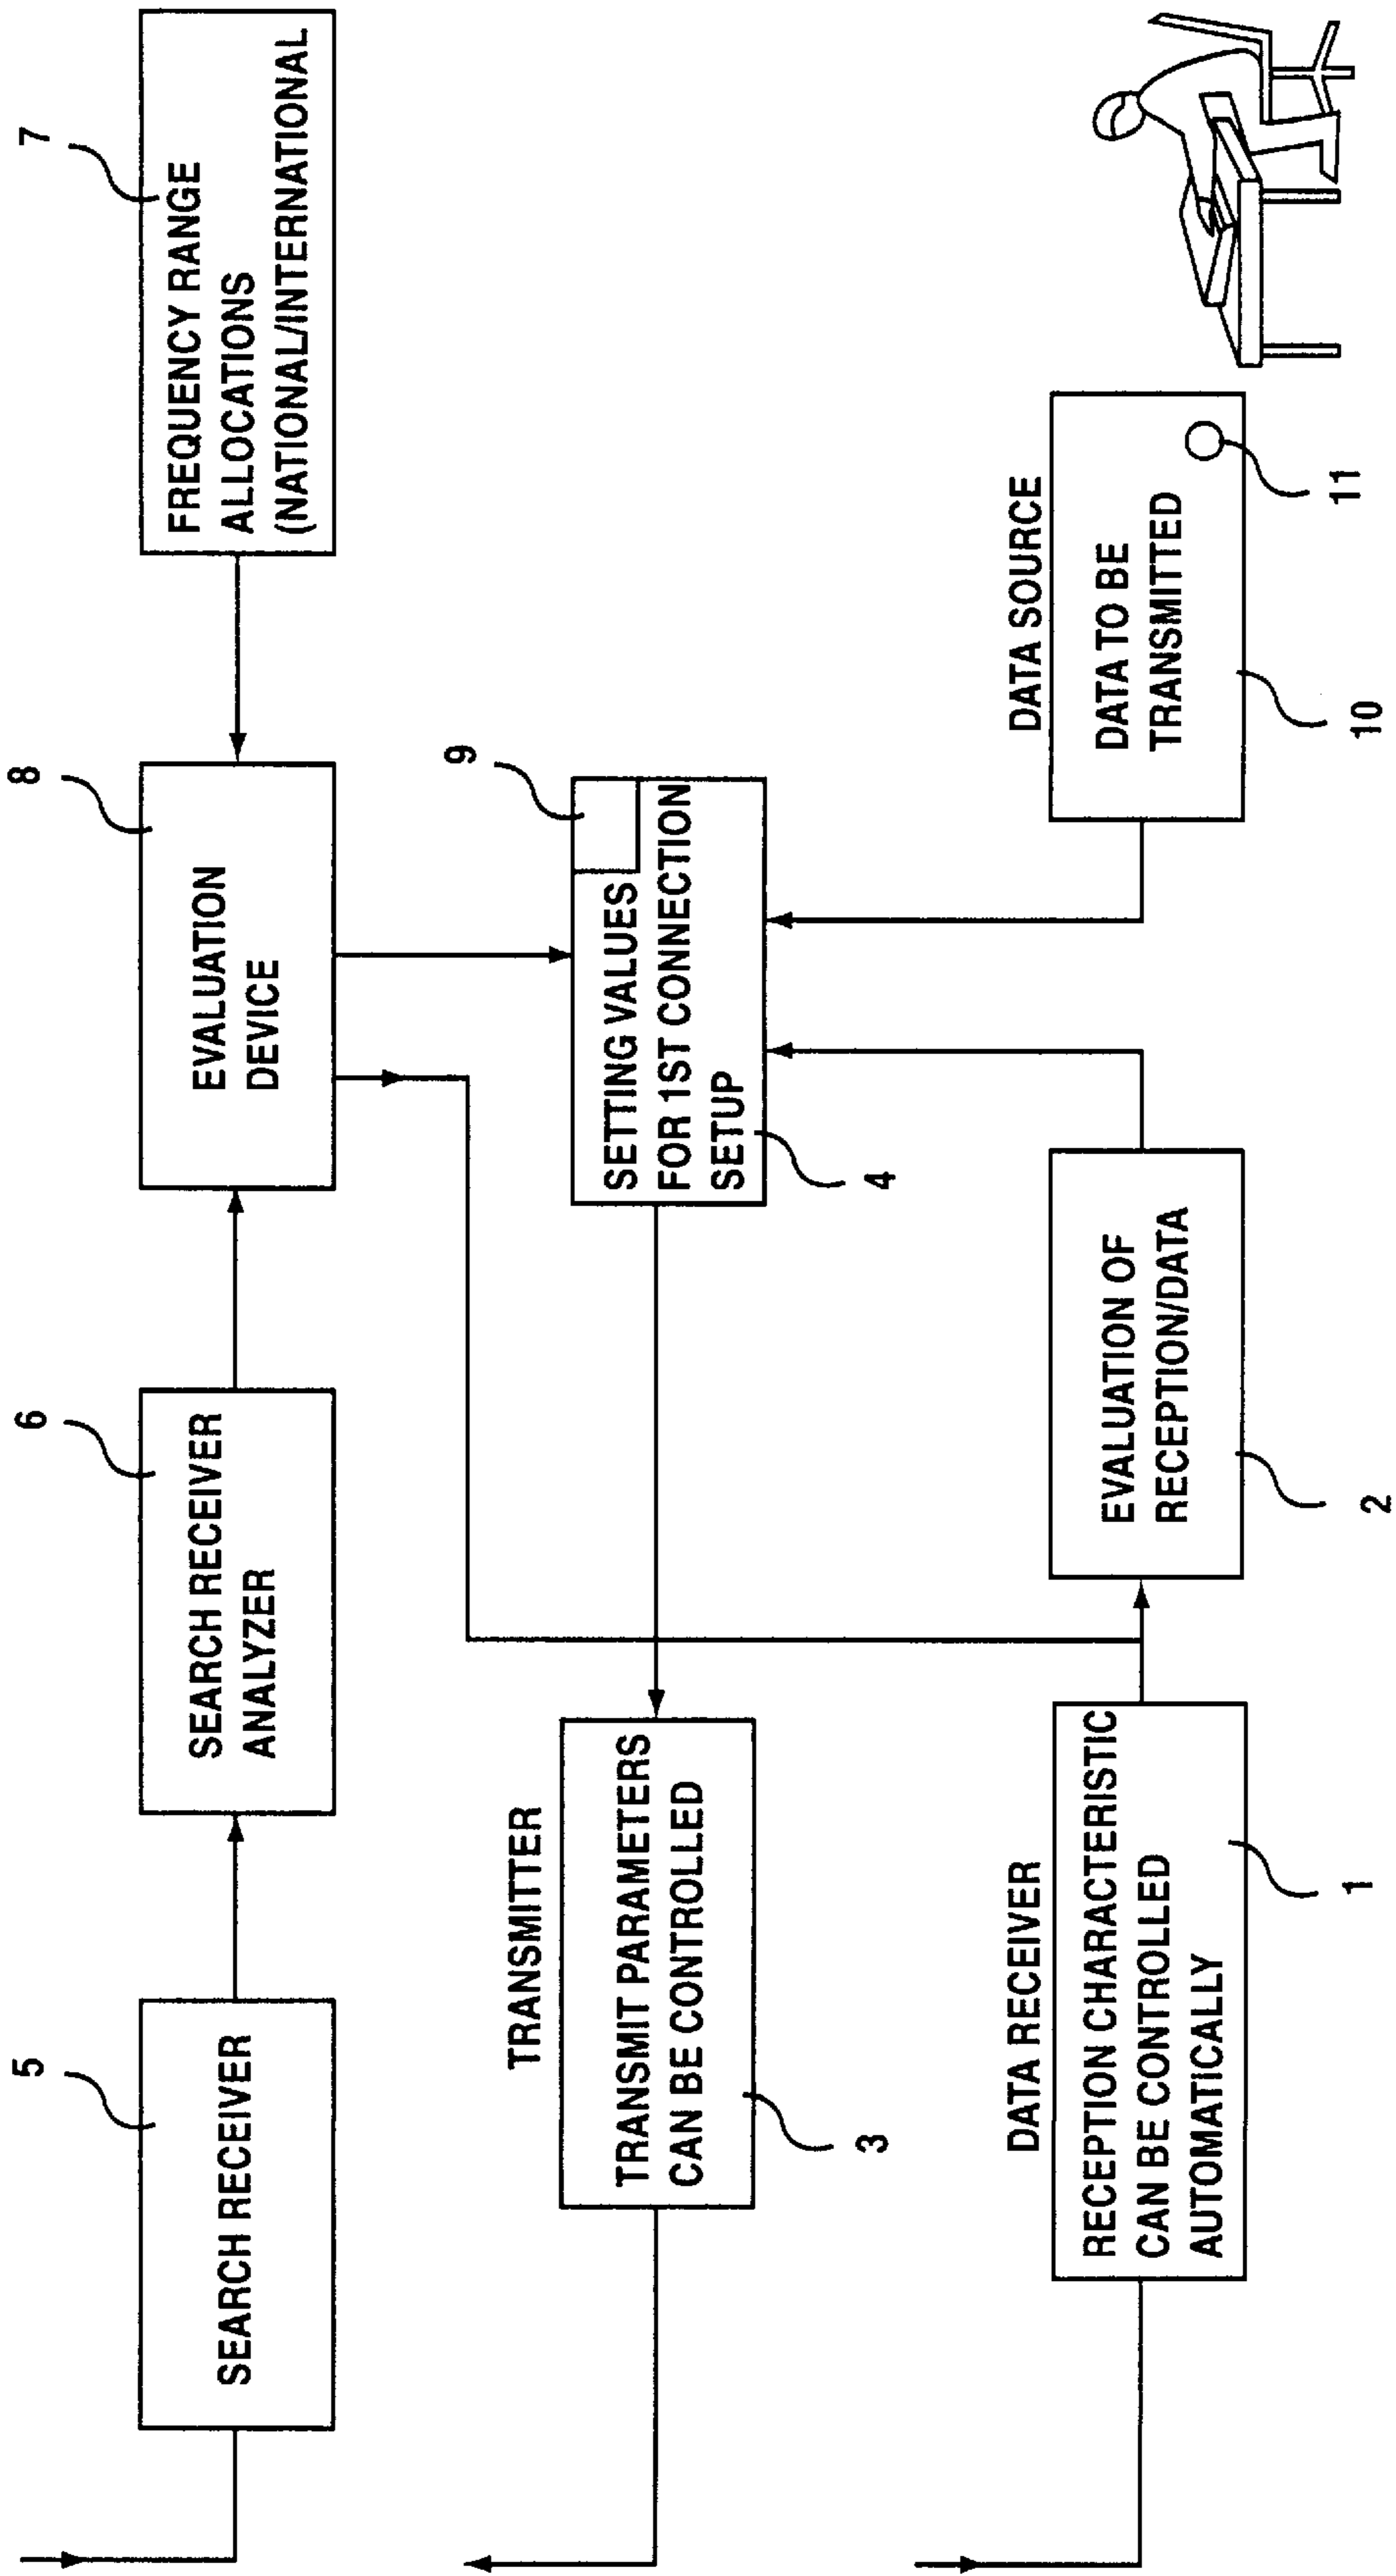 5
SEARCH RECEIVER
6
SEARCH RECEIVER
ANALYZER
8
EVALUATION
DEVICE
7
FREQUENCY RANGE
ALLOCATIONS
(NATIONAL/INTERNATIONAL
TRANSMITTER
TRANSMIT PARAMETERS
CAN BE CONTROLLED
3
9
SETTING VALUES
FOR 1ST CONNECTION
SETUP
4
DATA RECEIVER
RECEPTION CHARACTERISTIC
CAN BE CONTROLLED
AUTOMATICALLY
1
EVALUATION OF
RECEPTION/DATA
2
DATA SOURCE
DATA TO BE
TRANSMITTED
10
11